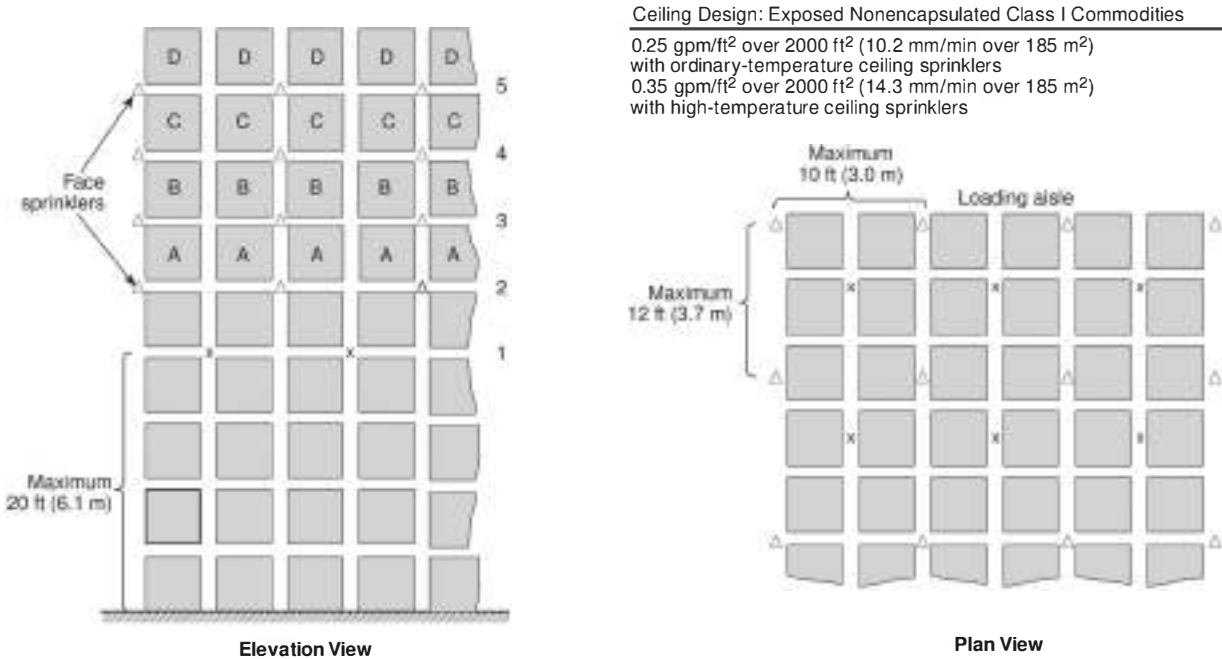 Ceiling Design: Exposed Nonencapsulated Class I Commodities
0.25 gpm/ft² over 2000 ft² (10.2 mm/min over 185 m²)
with ordinary-temperature ceiling sprinklers
0.35 gpm/ft² over 2000 ft² (14.3 mm/min over 185 m²)
with high-temperature ceiling sprinklers
D D D D D
5
C C C C C
4
Face
sprinklers
B B B B B
3
A A A A A
2
x x
1
Maximum
20 ft (6.1 m)
Elevation View
Maximum
10 ft (3.0 m)
Loading aisle
x x x
Maximum
12 ft (3.7 m)
x x x
Plan View